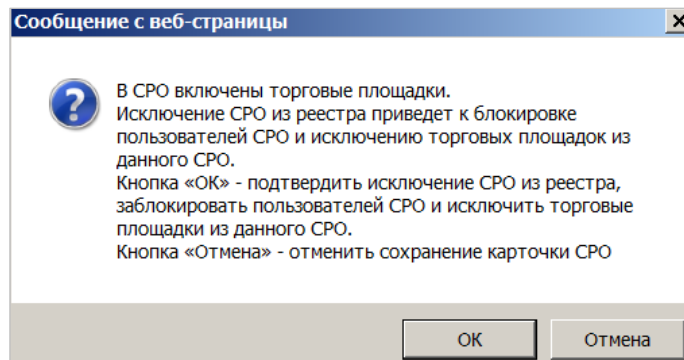 Сообщение с веб-страницы
В СРО включены торговые площадки.
Исключение СРО из реестра приведет к блокировке
пользователей СРО и исключению торговых площадок из
данного СРО.
Кнопка «ОК» - подтвердить исключение СРО из реестра,
заблокировать пользователей СРО и исключить торговые
площадки из данного СРО.
Кнопка «Отмена» - отменить сохранение карточки СРО
ОК
Отмена